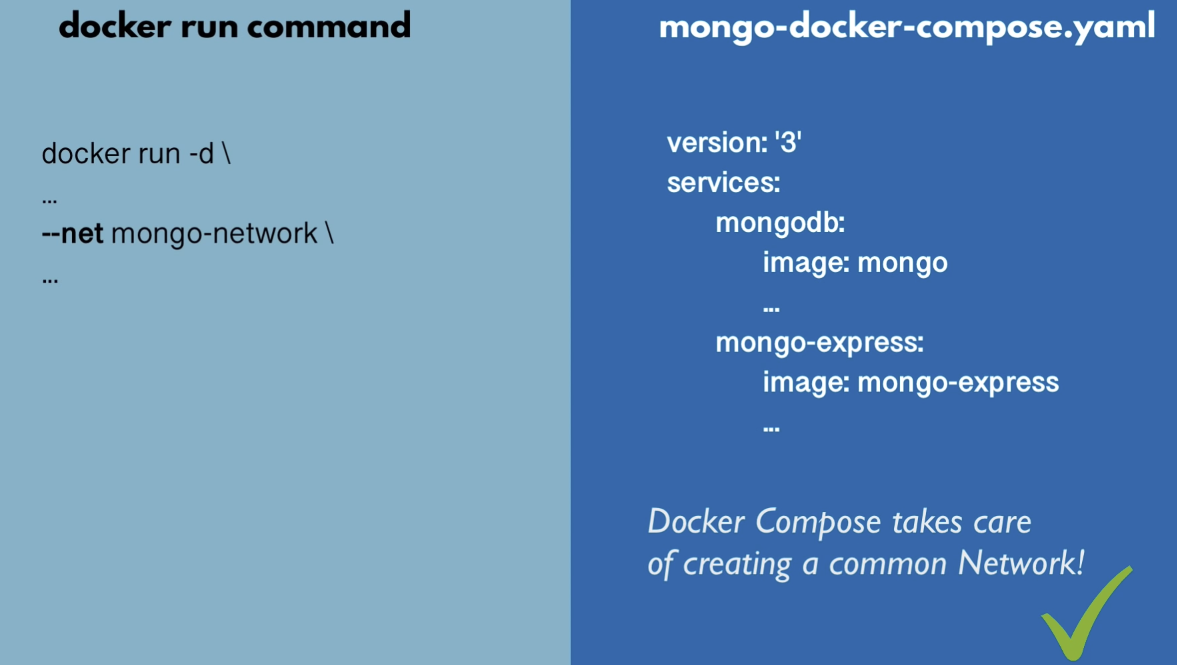 docker run command
docker run -d \
...
--net mongo-network \
...
mongo-docker-compose.yaml
version: '3'
services:
mongodb:
image: mongo
...
mongo-express:
image: mongo-express
...
Docker Compose takes care
of creating a common Network!